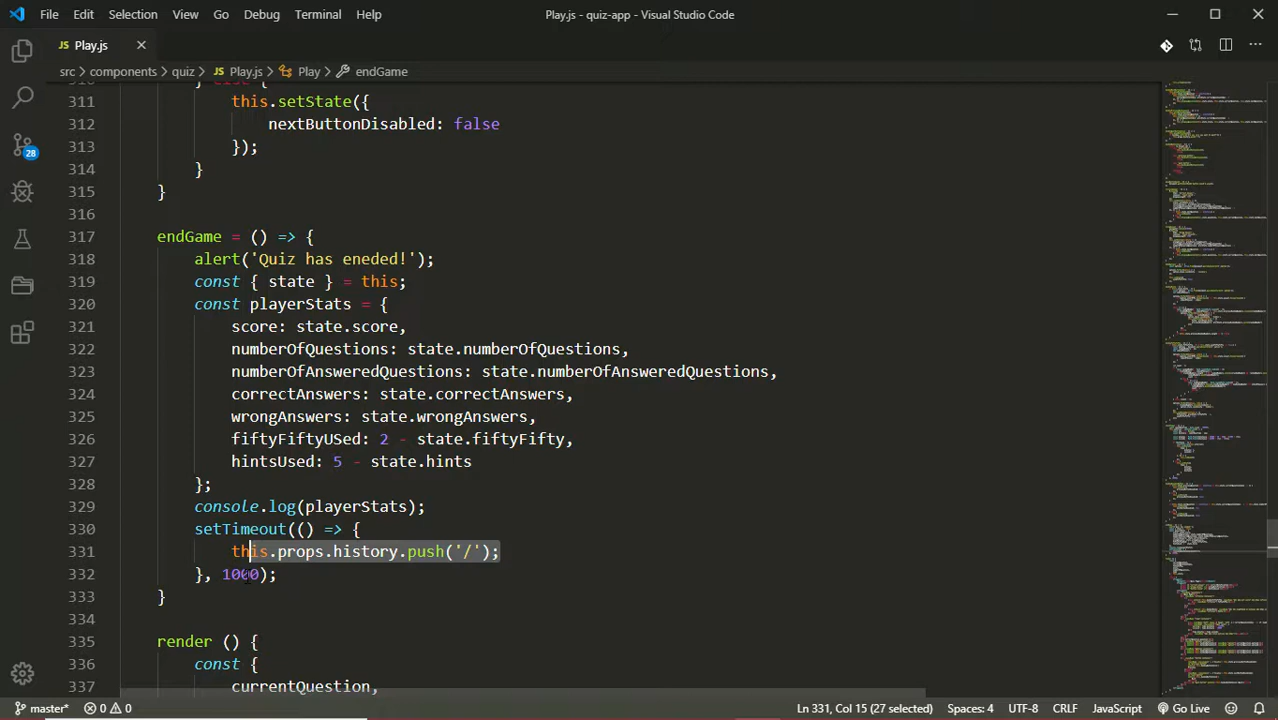 File Edit Selection View Go Debug Terminal Help Play.js - quiz-app - Visual Studio Code
JS Play.js
src > components > quiz > JS Play.js > Play > endGame
311 this.setState({
312 nextButtonDisabled: false
313 });
314 }
315 }
316
317 endGame = () => {
318 alert('Quiz has eneded!');
319 const { state } = this;
320 const playerStats = {
321 score: state.score,
322 numberOfQuestions: state.numberOfQuestions,
323 numberOfAnsweredQuestions: state.numberOfAnsweredQuestions,
324 correctAnswers: state.correctAnswers,
325 wrongAnswers: state.wrongAnswers,
326 fiftyFiftyUsed: 2 - state.fiftyFifty,
327 hintsUsed: 5 - state.hints
328 };
329 console.log(playerStats);
330 setTimeout(() => {
331 this.props.history.push('/');
332 }, 1000);
333 }
334
335 render () {
336 const {
337 currentQuestion,
28
master* 0 0 Ln 331, Col 15 (27 selected) Spaces: 4 UTF-8 CRLF JavaScript Go Live